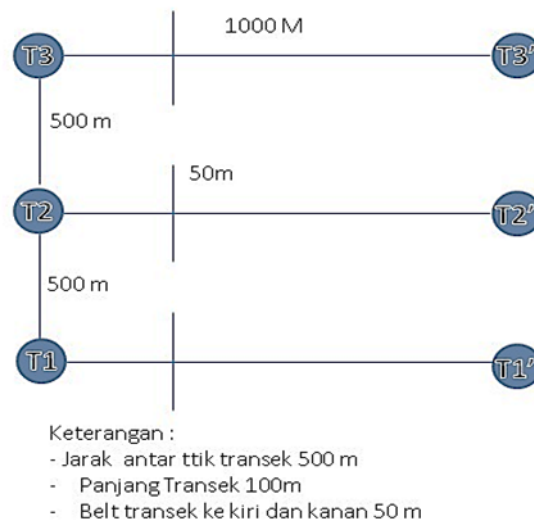 1000 M
T3
T3'
500 m
50m
T2
T2'
500 m
T1
T1'
Keterangan :
- Jarak antar ttik transek 500 m
- Panjang Transek 100m
- Belt transek ke kiri dan kanan 50 m